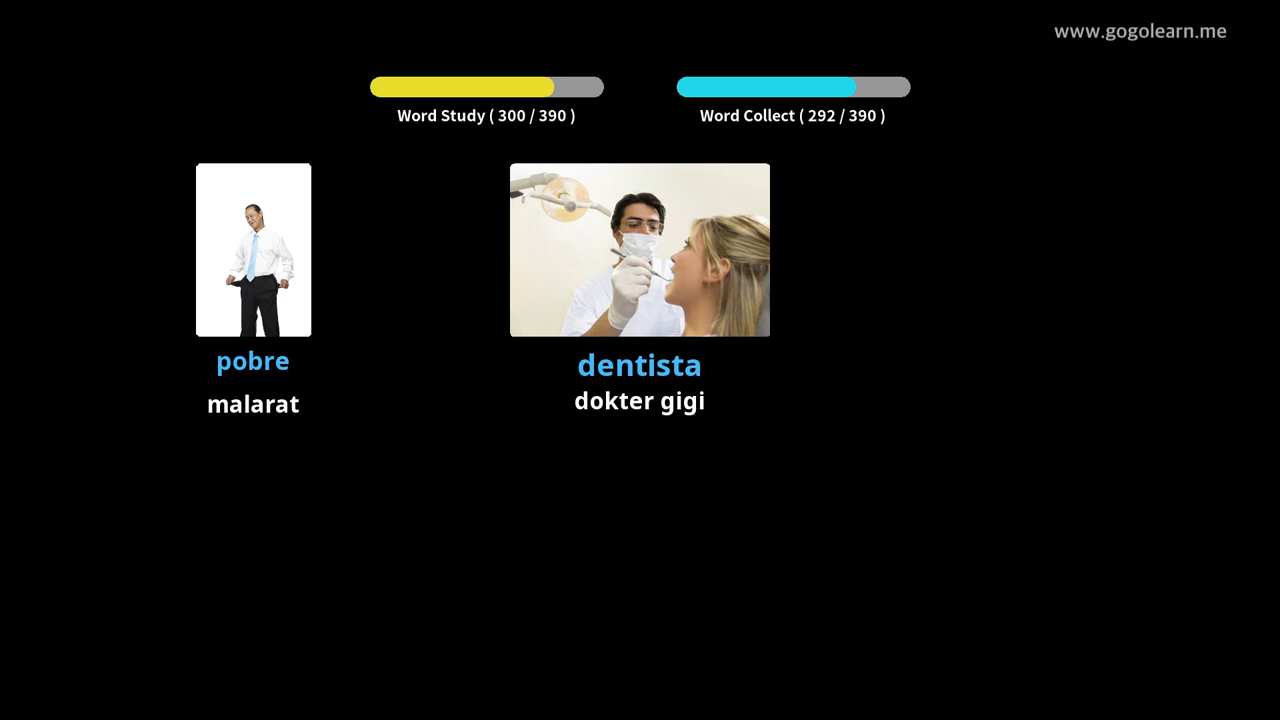 www.gogolearn.me
Word Study ( 300 / 390 )
Word Collect ( 292 / 390 )
pobre
malarat
dentista
dokter gigi